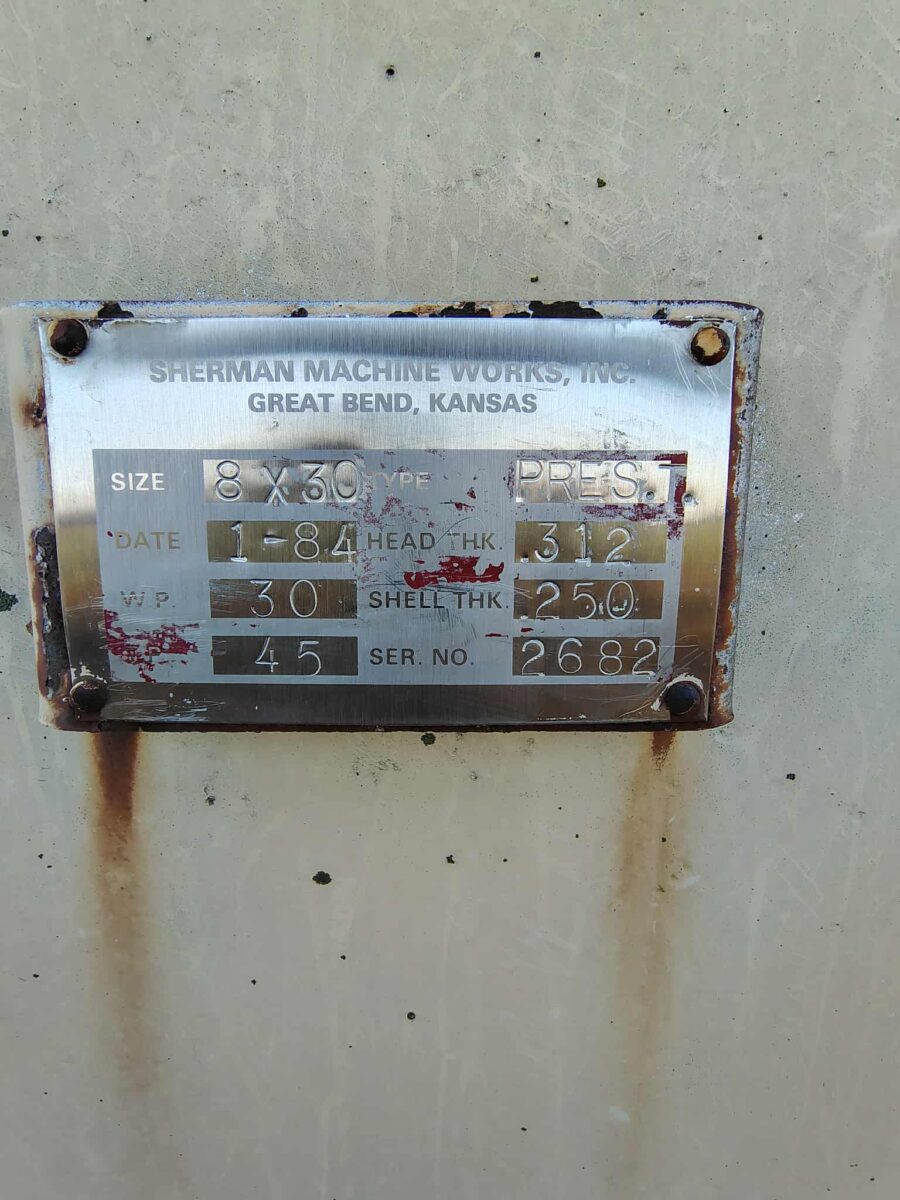 SHERMAN MACHINE WORKS, INC.
GREAT BEND, KANSAS
SIZE 8 X 30 TYPE PRES.T.
DATE 1-84 HEAD THK. .312
W.P. 30 SHELL THK. .250
45 SER. NO. 2682